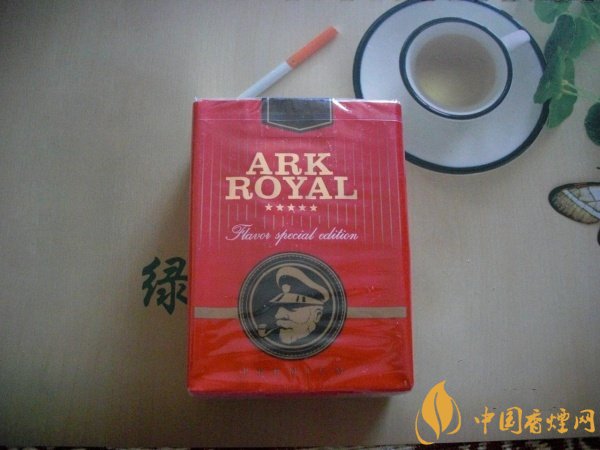 ARK
ROYAL
★★★★★
Flavor special edition
绿
中国香烟网